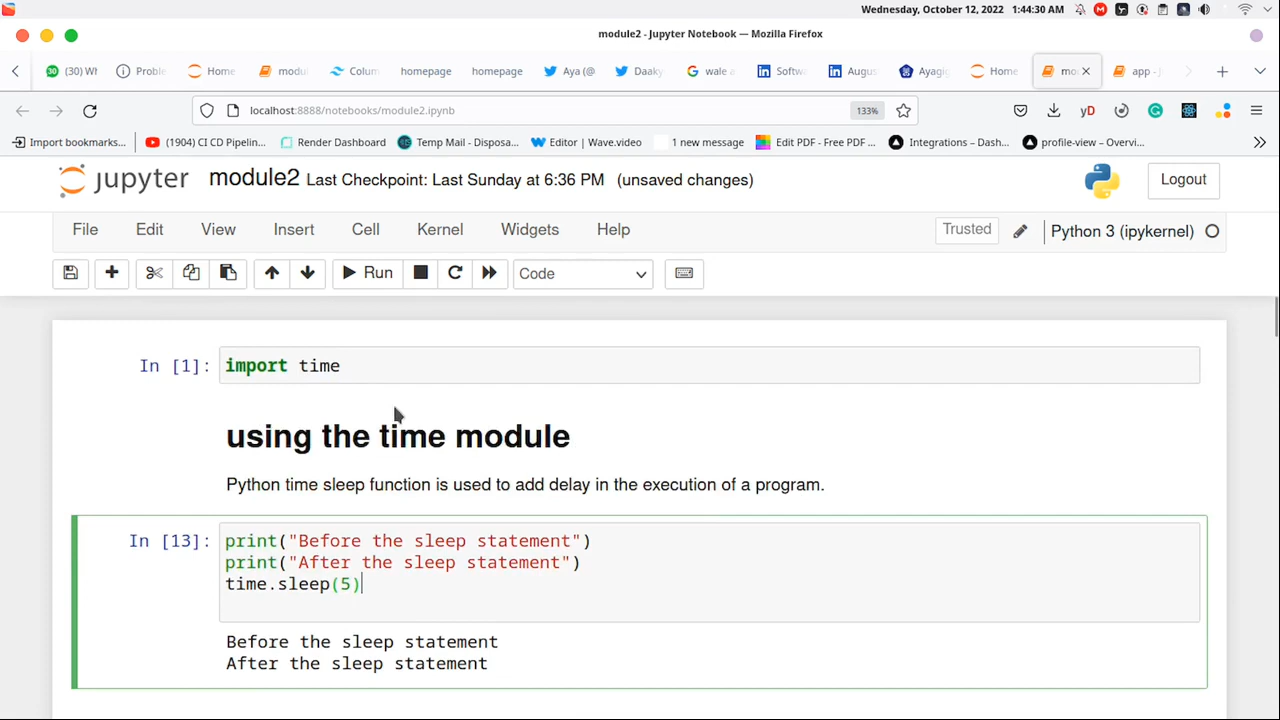 Wednesday, October 12, 2022 1:44:30 AM
module2 - Jupyter Notebook — Mozilla Firefox
(30) Wh Proble Home modu Colum homepage homepage Aya (@ Daaky wale a Softw Augus Ayagi Home mo app -
localhost:8888/notebooks/module2.ipynb 133% yD
Import bookmarks... (1904) CI CD Pipelin... Render Dashboard Temp Mail - Disposa... Editor | Wave.video 1 new message Edit PDF - Free PDF ... Integrations – Dash... profile-view – Overvi...
jupyter module2 Last Checkpoint: Last Sunday at 6:36 PM (unsaved changes) Logout
File Edit View Insert Cell Kernel Widgets Help Trusted Python 3 (ipykernel)
Run Code
In [1]: import time
using the time module
Python time sleep function is used to add delay in the execution of a program.
In [13]: print("Before the sleep statement")
print("After the sleep statement")
time.sleep(5)
Before the sleep statement
After the sleep statement